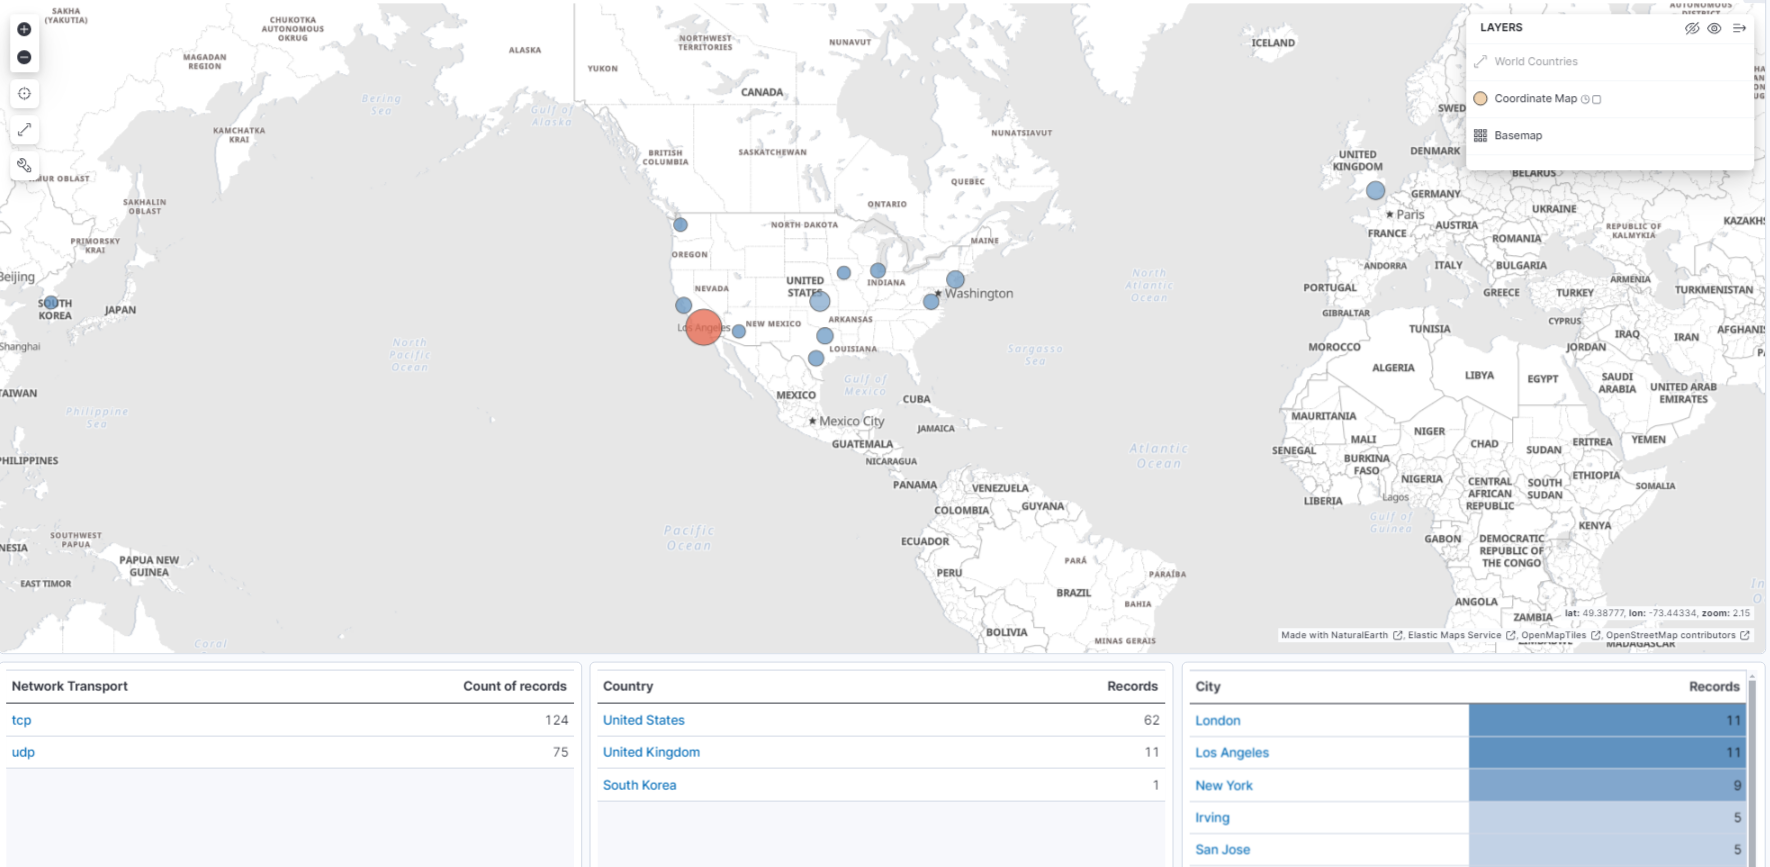 SAKHA
(YAKUTIA)
CHUKOTKA
AUTONOMOUS
OKRUG
MAGADAN
REGION
ALASKA
YUKON
NORTHWEST
TERRITORIES
NUNAVUT
CANADA
ICELAND
Bering
Sea
Gulf of
Alaska
KAMCHATKA
KRAI
BRITISH
COLUMBIA
SASKATCHEWAN
NUNATSIAVUT
QUEBEC
ONTARIO
UR OBLAST
SAKHALIN
OBLAST
PRIMORSKY
KRAI
Beijing
SOUTH
KOREA
JAPAN
Shanghai
TAIWAN
Philippine
Sea
PHILIPPINES
North
Pacific
Ocean
OREGON
NORTH DAKOTA
MAINE
NEVADA
UNITED
STATES
INDIANA
Washington
Los Angeles
NEW MEXICO
ARKANSAS
LOUISIANA
Gulf of
Mexico
MEXICO
Mexico City
CUBA
JAMAICA
GUATEMALA
NICARAGUA
PANAMA
VENEZUELA
COLOMBIA
GUYANA
ECUADOR
PERU
PARÁ
PARAÍBA
BRAZIL
BAHIA
BOLIVIA
MINAS GERAIS
Pacific
Ocean
North
Atlantic
Ocean
Sargasso
Sea
Atlantic
Ocean
NESIA
SOUTHWEST
PAPUA
PAPUA NEW
GUINEA
EAST TIMOR
Coral
AUTONOMOUS
DISTRICT
LAYERS
World Countries
Coordinate Map
Basemap
SWED
UNITED
KINGDOM
DENMARK
BELARUS
GERMANY
Paris
UKRAINE
FRANCE
AUSTRIA
ROMANIA
REPUBLIC OF
KALMYKIA
KAZAKHS
ANDORRA
ITALY
BULGARIA
ARMENIA
PORTUGAL
GREECE
TURKEY
TURKMENISTAN
GIBRALTAR
TUNISIA
CYPRUS
IRAQ
IRAN
AFGHANIS
MOROCCO
JORDAN
ALGERIA
LIBYA
EGYPT
SAUDI
ARABIA
UNITED ARAB
EMIRATES
MAURITANIA
MALI
NIGER
CHAD
SUDAN
ERITREA
YEMEN
SENEGAL
BURKINA
FASO
NIGERIA
CENTRAL
AFRICAN
REPUBLIC
SOUTH
SUDAN
ETHIOPIA
SOMALIA
LIBERIA
Lagos
Gulf of
Guinea
KENYA
GABON
DEMOCRATIC
REPUBLIC OF
THE CONGO
ANGOLA
ZAMBIA
lat: 49.38777, lon: -73.44334, zoom: 2.15
Made with NaturalEarth, Elastic Maps Service, OpenMapTiles, OpenStreetMap contributors
MADAGASCAR
Network Transport Count of records
tcp 124
udp 75
Country Records
United States 62
United Kingdom 11
South Korea 1
City Records
London 11
Los Angeles 11
New York 9
Irving 5
San Jose 5